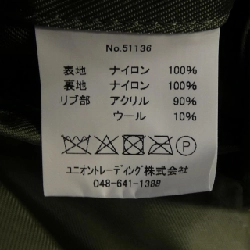 No.51136
表地 ナイロン 100%
裏地 ナイロン 100%
リブ部 アクリル 90%
ウール 10%
ユニオントレーディング株式会社
048-641-1069